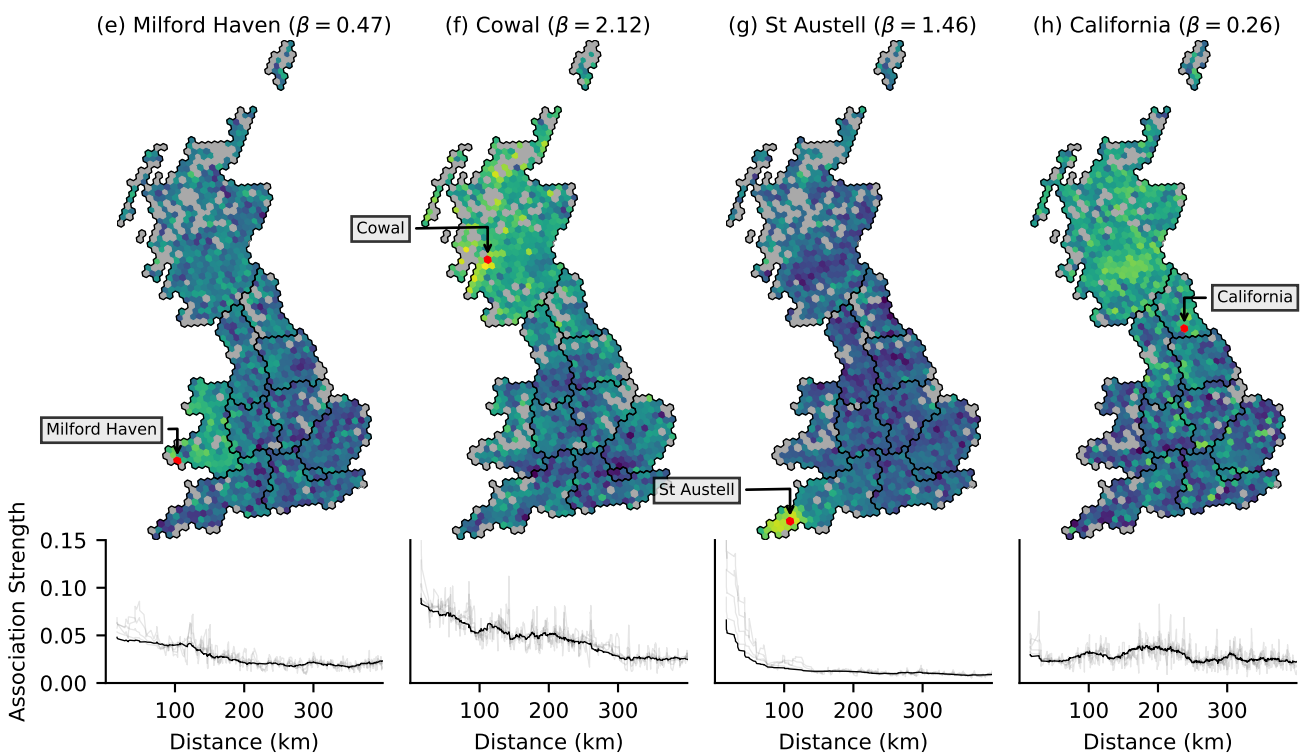 (e) Milford Haven (β = 0.47)
(f) Cowal (β = 2.12)
(g) St Austell (β = 1.46)
(h) California (β = 0.26)
Cowal
California
Milford Haven
St Austell
Association Strength
0.15
0.10
0.05
0.00
100 200 300
100 200 300
100 200 300
100 200 300
Distance (km)
Distance (km)
Distance (km)
Distance (km)